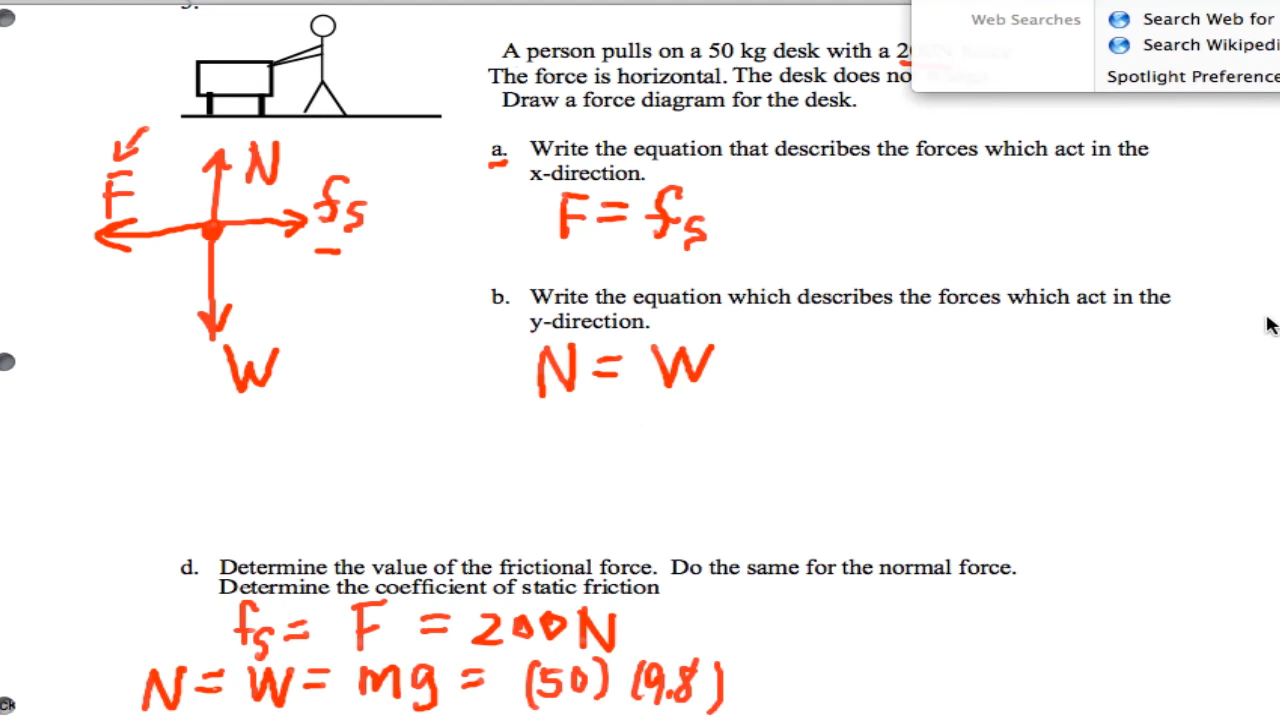 Web Searches
Search Web for
Search Wikipedi
Spotlight Preference
A person pulls on a 50 kg desk with a 2
The force is horizontal. The desk does no
Draw a force diagram for the desk.
F
N
fs
W
a. Write the equation that describes the forces which act in the
x-direction.
F = fs
b. Write the equation which describes the forces which act in the
y-direction.
N = W
d. Determine the value of the frictional force. Do the same for the normal force.
Determine the coefficient of static friction
fs = F = 200N
N = W = mg = (50) (9.8)
ck